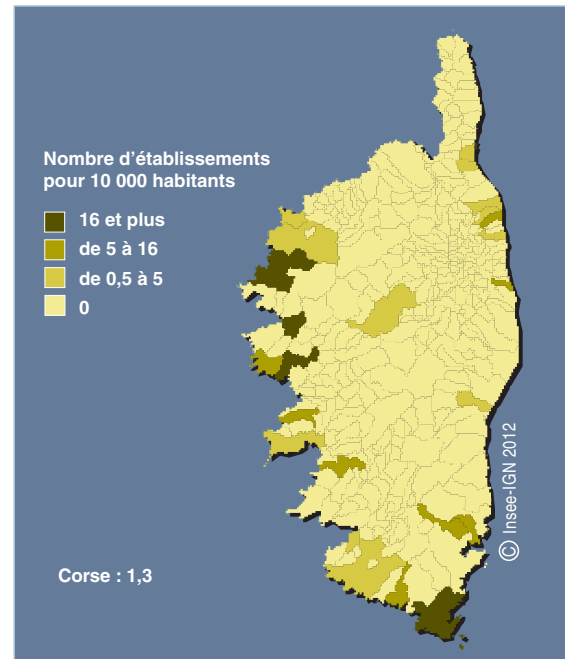 Nombre d'établissements
pour 10 000 habitants
16 et plus
de 5 à 16
de 0,5 à 5
0
© Insee-IGN 2012
Corse : 1,3